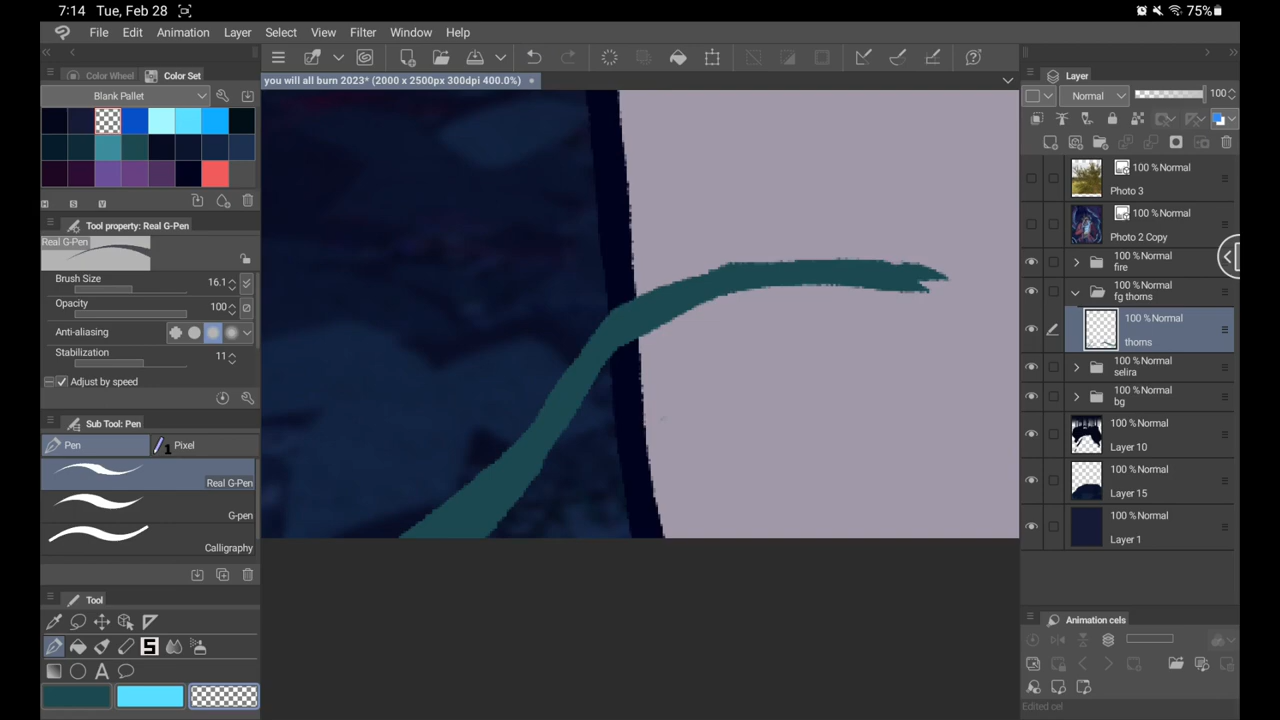 7:14 Tue, Feb 28
75%
File Edit Animation Layer Select View Filter Window Help
Color Wheel Color Set
Blank Pallet
you will all burn 2023* (2000 x 2500px 300dpi 400.0%)
H S V
Tool property: Real G-Pen
Real G-Pen
Brush Size 16.1
Opacity 100
Anti-aliasing
Stabilization 11
Adjust by speed
Sub Tool: Pen
Pen Pixel
Real G-Pen
G-pen
Calligraphy
Tool
Layer
Normal 100
100 %Normal
Photo 3
100 %Normal
Photo 2 Copy
100 %Normal
fire
100 %Normal
fg thorns
100 %Normal
thorns
100 %Normal
selira
100 %Normal
bg
100 %Normal
Layer 10
100 %Normal
Layer 15
100 %Normal
Layer 1
Animation cels
Edited cel